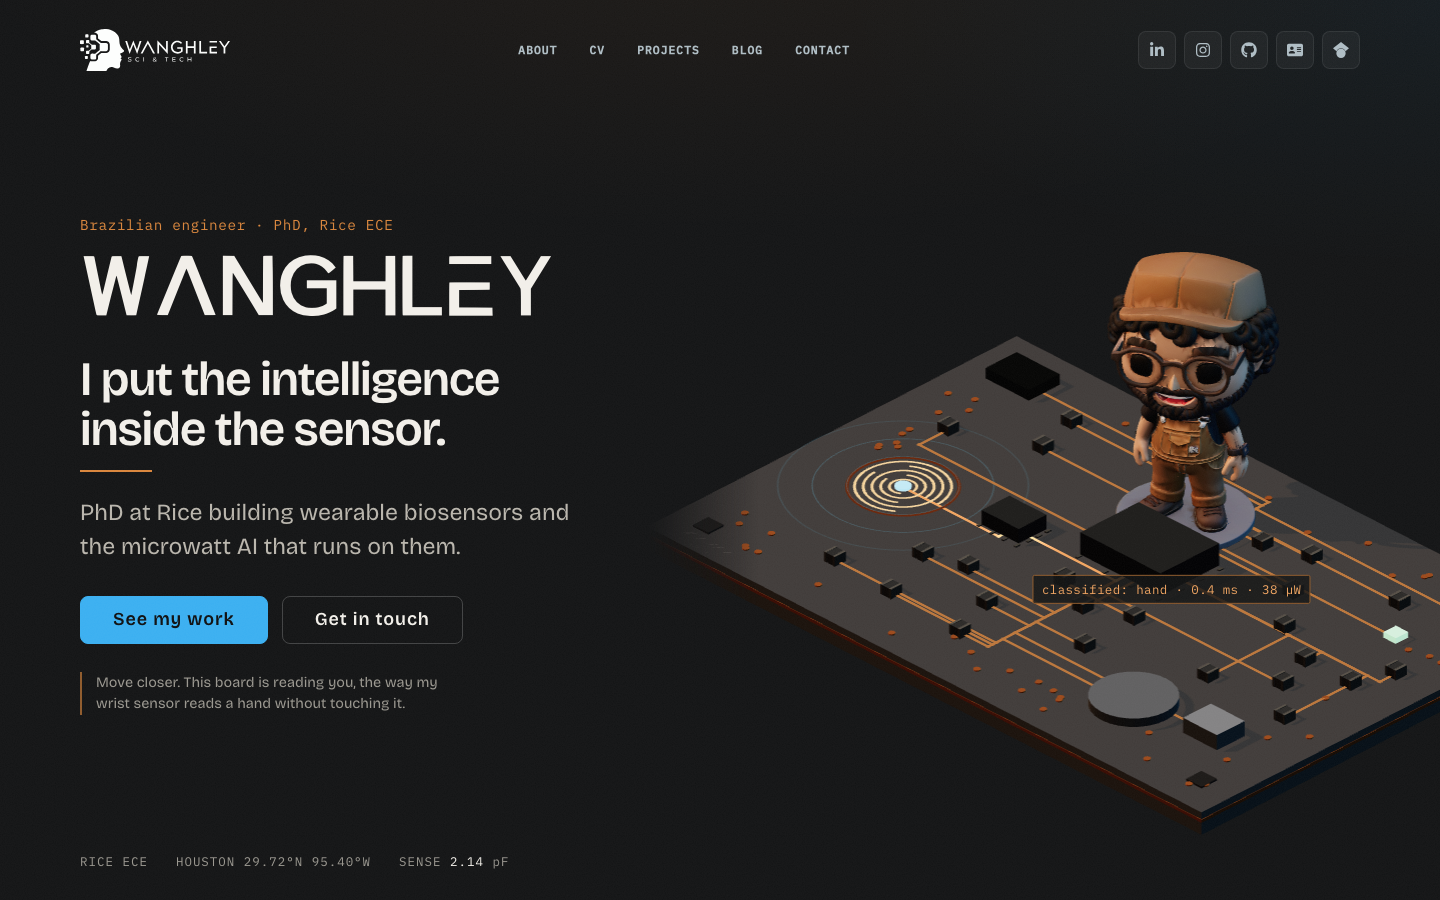 WANGHLEY
SCI & TECH
ABOUT
CV
PROJECTS
BLOG
CONTACT
Brazilian engineer · PhD, Rice ECE
WANGHLEY
I put the intelligence
inside the sensor.
PhD at Rice building wearable biosensors and
the microwatt AI that runs on them.
See my work
Get in touch
Move closer. This board is reading you, the way my
wrist sensor reads a hand without touching it.
classified: hand · 0.4 ms · 38 µW
RICE ECE
HOUSTON 29.72°N 95.40°W
SENSE 2.14 pF